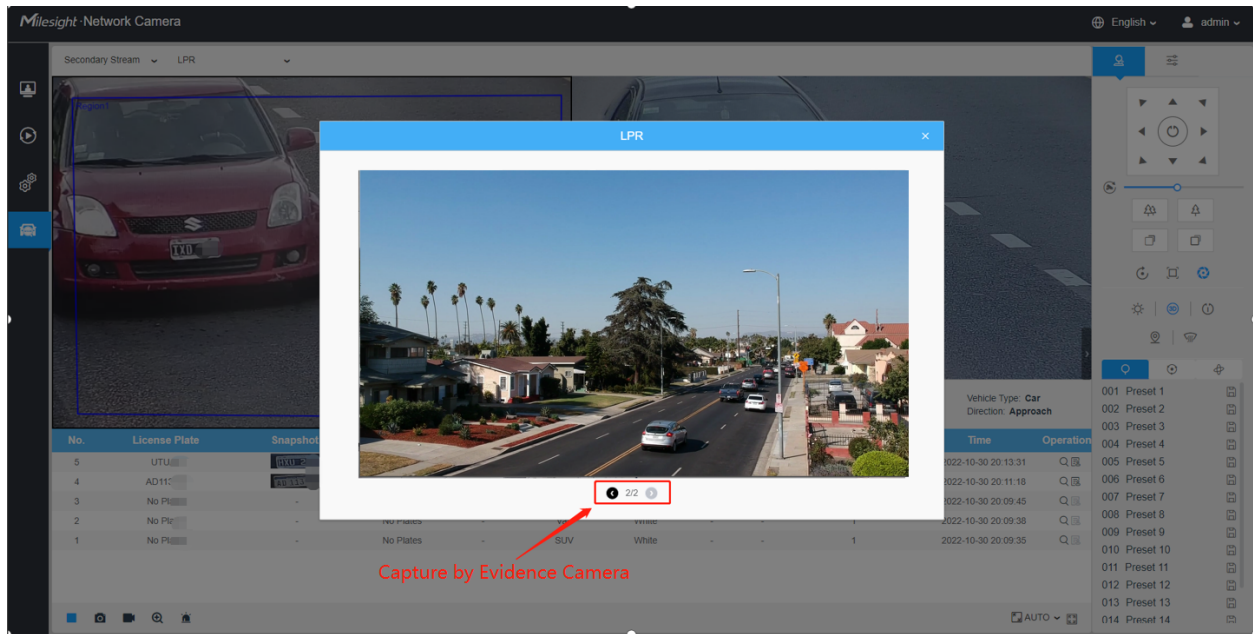 Milesight·Network Camera
English
admin
Secondary Stream
LPR
Region1
LPR
2/2
Capture by Evidence Camera
Vehicle Type: Car
Direction: Approach
No.
License Plate
Snapshot
Time
Operation
5
UTU
2022-10-30 20:13.31
4
2022-10-30 20:11:18
3
No
2022-10-30 20:09:45
2
No
No Plates
White
2022-10-30 20:09:38
1
No
-
No Plates
-
SUV
White
-
-
1
2022-10-30 20:09:35
AUTO
001 Preset 1
002 Preset 2
003 Preset 3
004 Preset 4
005 Preset 5
006 Preset 6
007 Preset 7
008 Preset 8
009 Preset 9
010 Preset 10
011 Preset 11
012 Preset 12
013 Preset 13
014 Preset 14